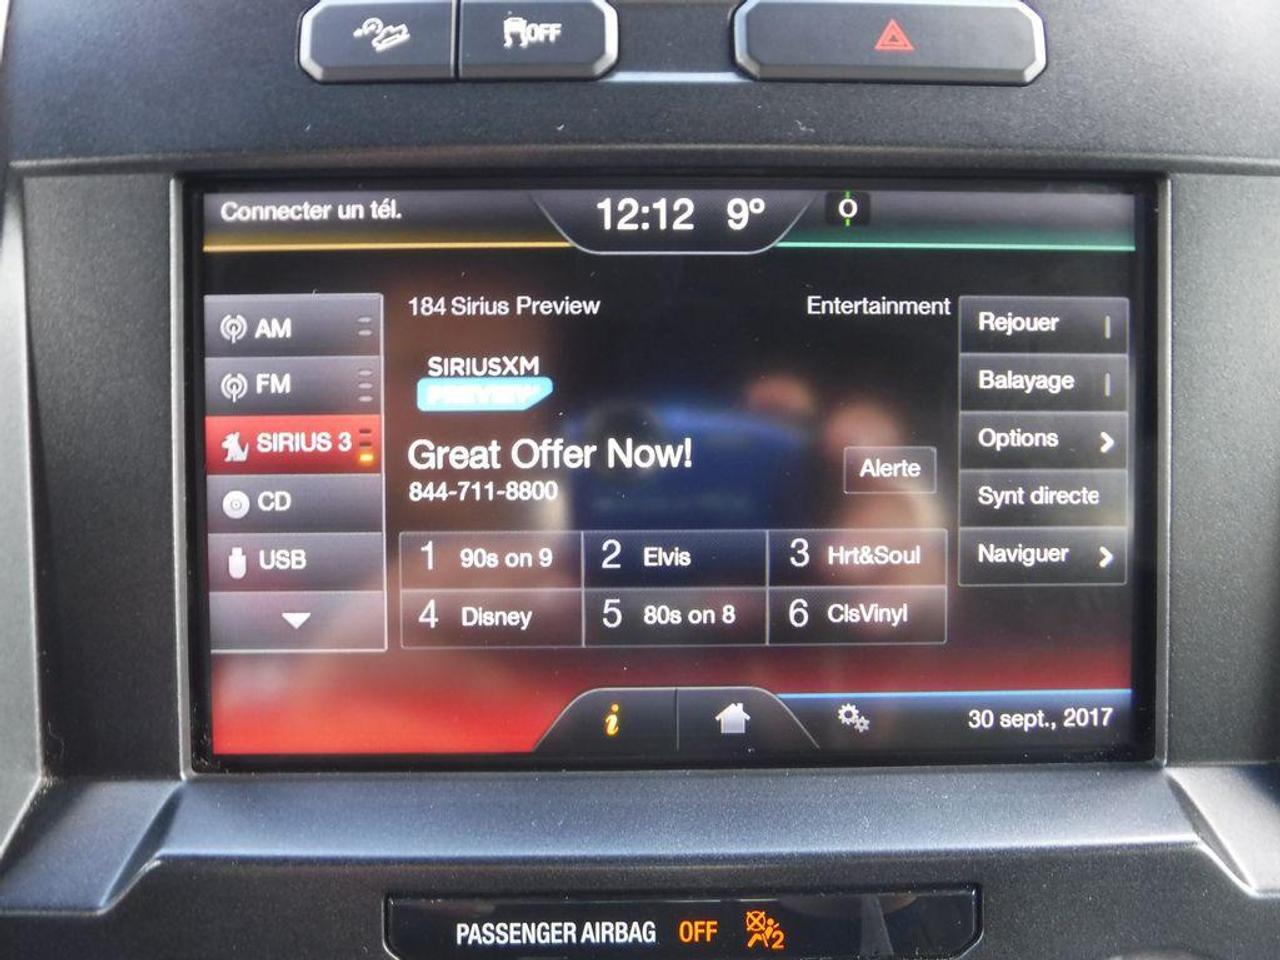 OFF
Connecter un tél.
12:12 9°
O
184 Sirius Preview
Entertainment
SIRIUSXM
PREVIEW
Great Offer Now!
844-711-8800
Alerte
AM
FM
SIRIUS 3
CD
USB
1 90s on 9
2 Elvis
3 Hrt&Soul
4 Disney
5 80s on 8
6 ClsVinyl
Rejouer
Balayage
Options
Synt directe
Naviguer
i
30 sept., 2017
PASSENGER AIRBAG OFF 2